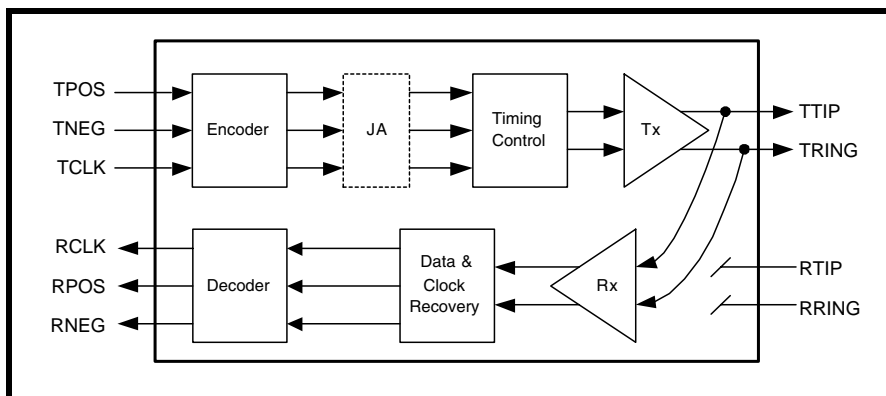 TPOS
TNEG
TCLK
Encoder
JA
Timing
Control
Tx
TTIP
TRING
RCLK
RPOS
RNEG
Decoder
Data &
Clock
Recovery
Rx
RTIP
RRING